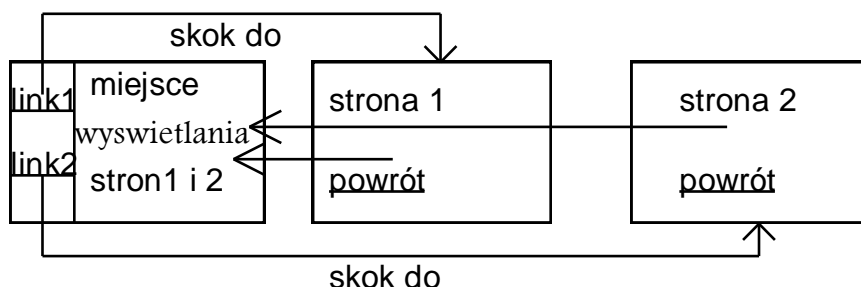 skok do
link1
miejsce
wyswietlania
link2
stron1 i 2
strona 1
powrót
strona 2
powrót
skok do